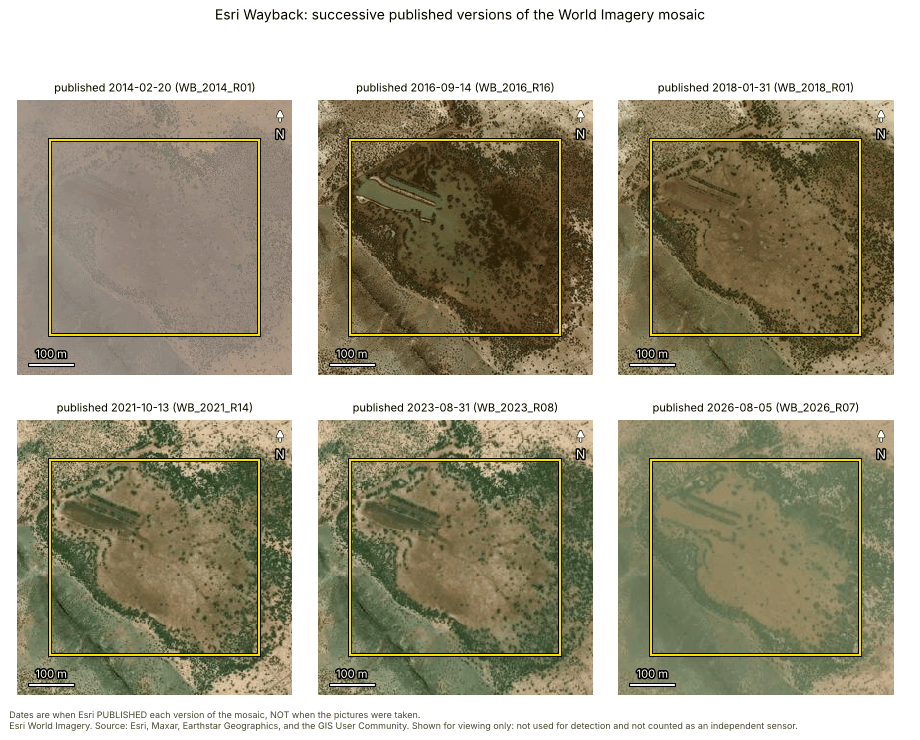 Esri Wayback: successive published versions of the World Imagery mosaic
published 2014-02-20 (WB_2014_R01)
published 2016-09-14 (WB_2016_R16)
published 2018-01-31 (WB_2018_R01)
N
N
N
100 m
100 m
100 m
published 2021-10-13 (WB_2021_R14)
published 2023-08-31 (WB_2023_R08)
published 2026-08-05 (WB_2026_R07)
N
N
N
100 m
100 m
100 m
Dates are when Esri PUBLISHED each version of the mosaic, NOT when the pictures were taken.
Esri World Imagery. Source: Esri, Maxar, Earthstar Geographics, and the GIS User Community. Shown for viewing only: not used for detection and not counted as an independent sensor.